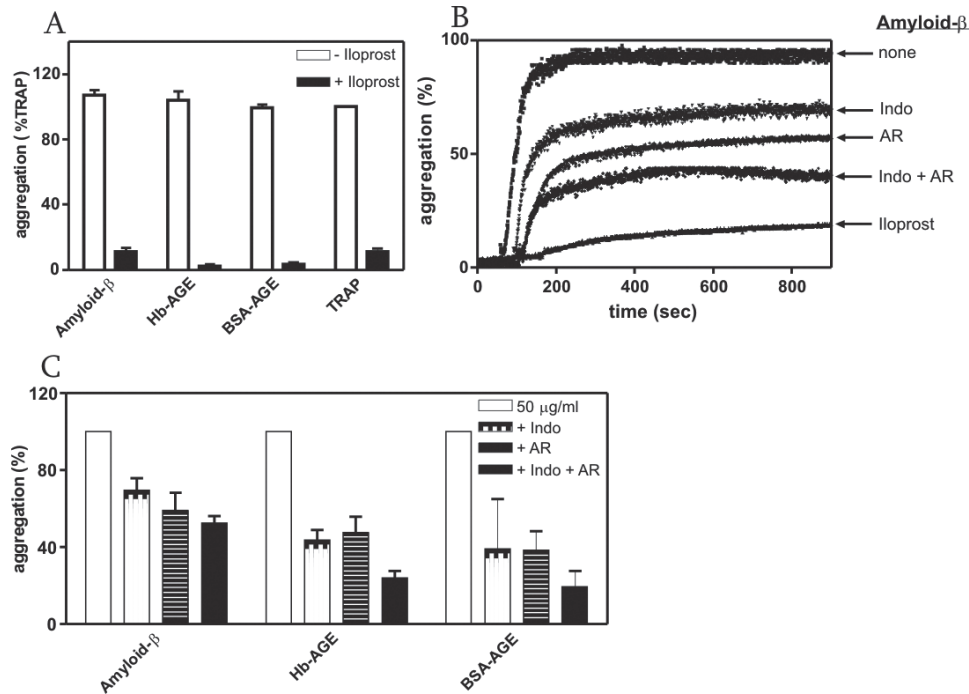 A
aggregation (%TRAP)
120
80
40
0
- Iloprost
+ Iloprost
Amyloid-β
Hb-AGE
BSA-AGE
TRAP
B
Amyloid-β
aggregation (%)
100
50
0
none
Indo
AR
Indo + AR
Iloprost
0 200 400 600 800
time (sec)
C
aggregation (%)
120
80
40
0
50 μg/ml
+ Indo
+ AR
+ Indo + AR
Amyloid-β
Hb-AGE
BSA-AGE